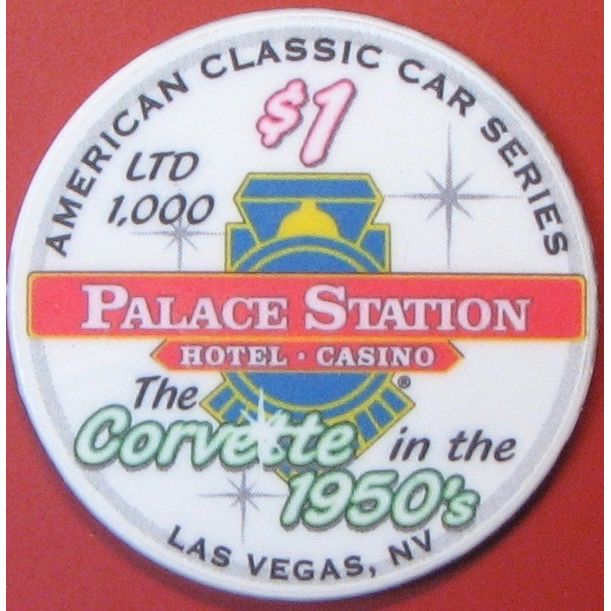 AMERICAN CLASSIC CAR SERIES
$1
LTD
1,000
PALACE STATION
HOTEL · CASINO
®
The
Corvette in the
1950's
LAS VEGAS, NV